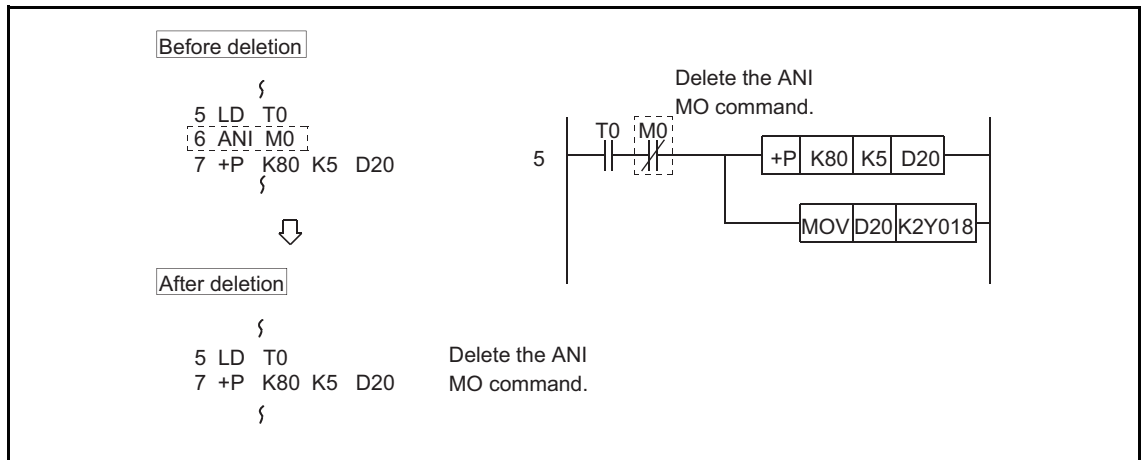 Before deletion
5 LD T0
6 ANI M0
7 +P K80 K5 D20
Delete the ANI
MO command.
T0 M0
5
+P K80 K5 D20
MOV D20 K2Y018
After deletion
5 LD T0
7 +P K80 K5 D20
Delete the ANI
MO command.